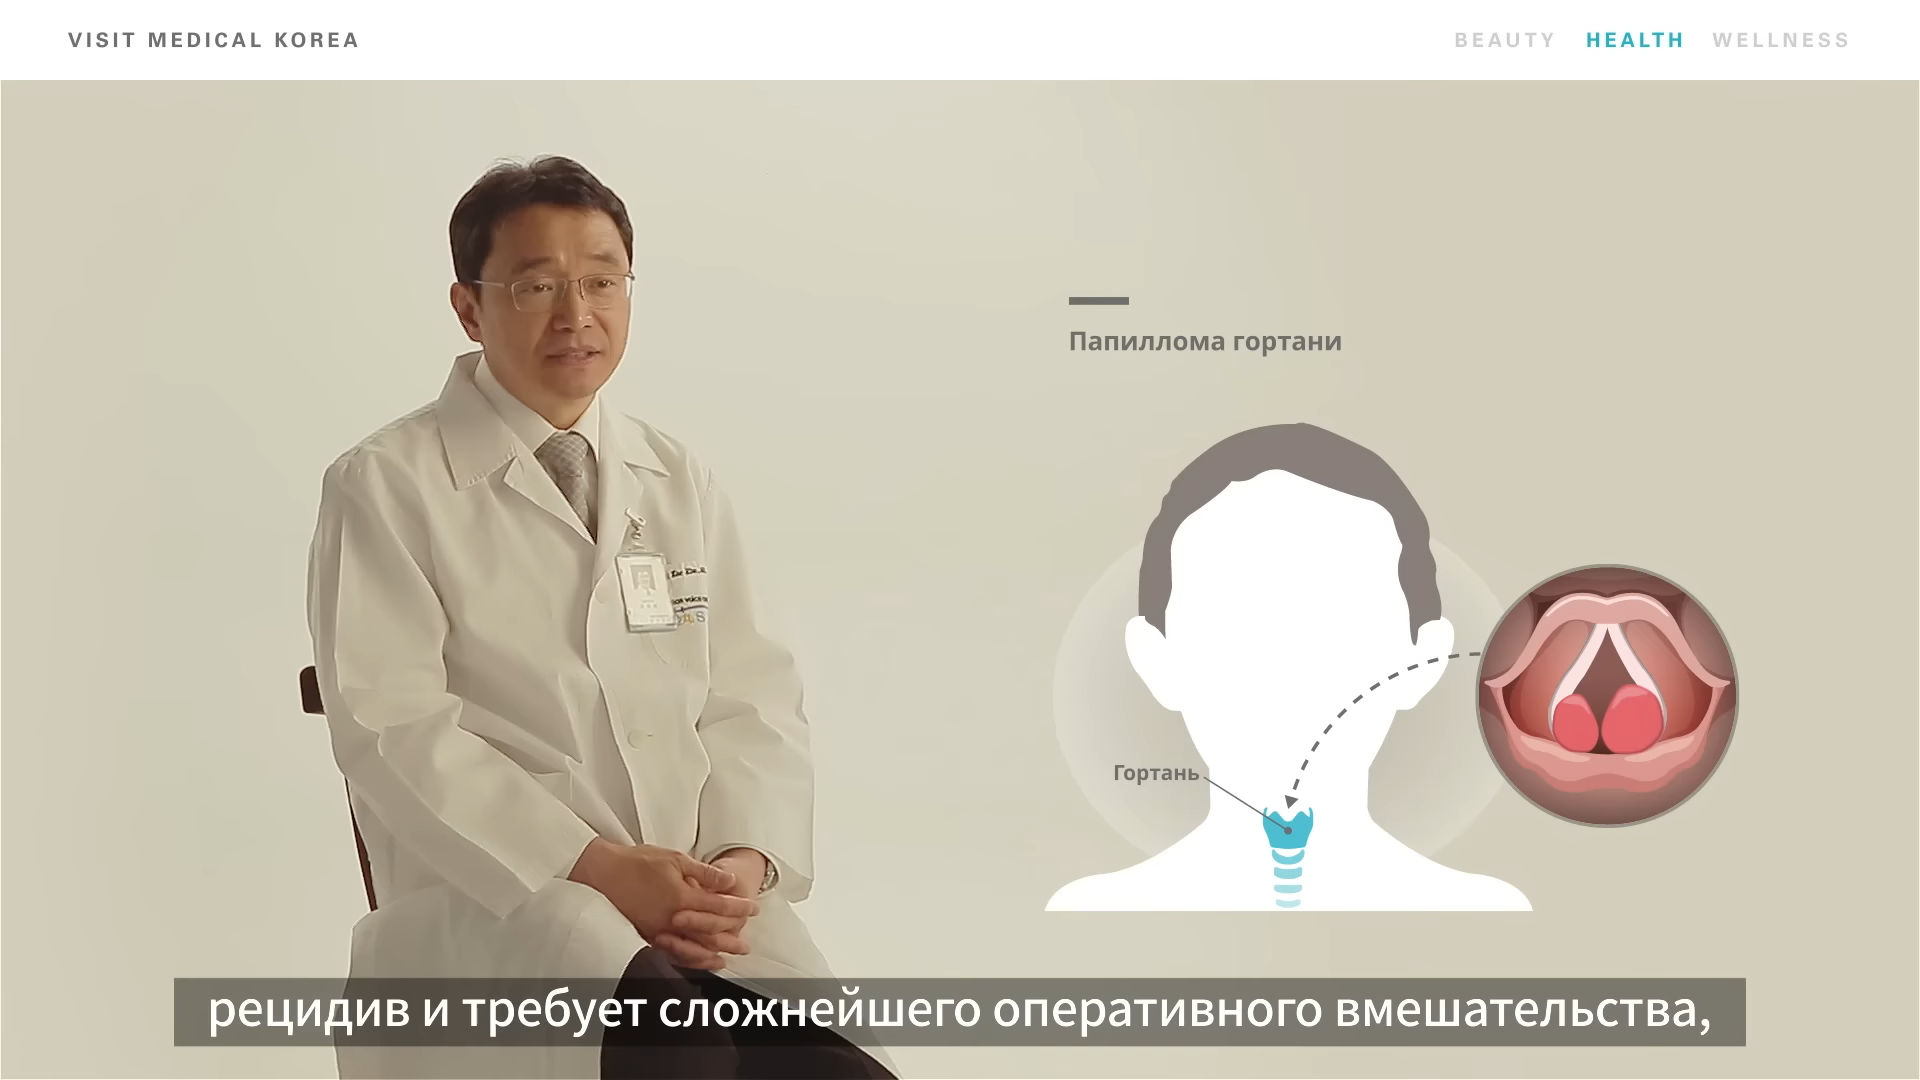 VISIT MEDICAL KOREA
BEAUTY HEALTH WELLNESS
Папиллома гортани
Гортань
рецидив и требует сложнейшего оперативного вмешательства,